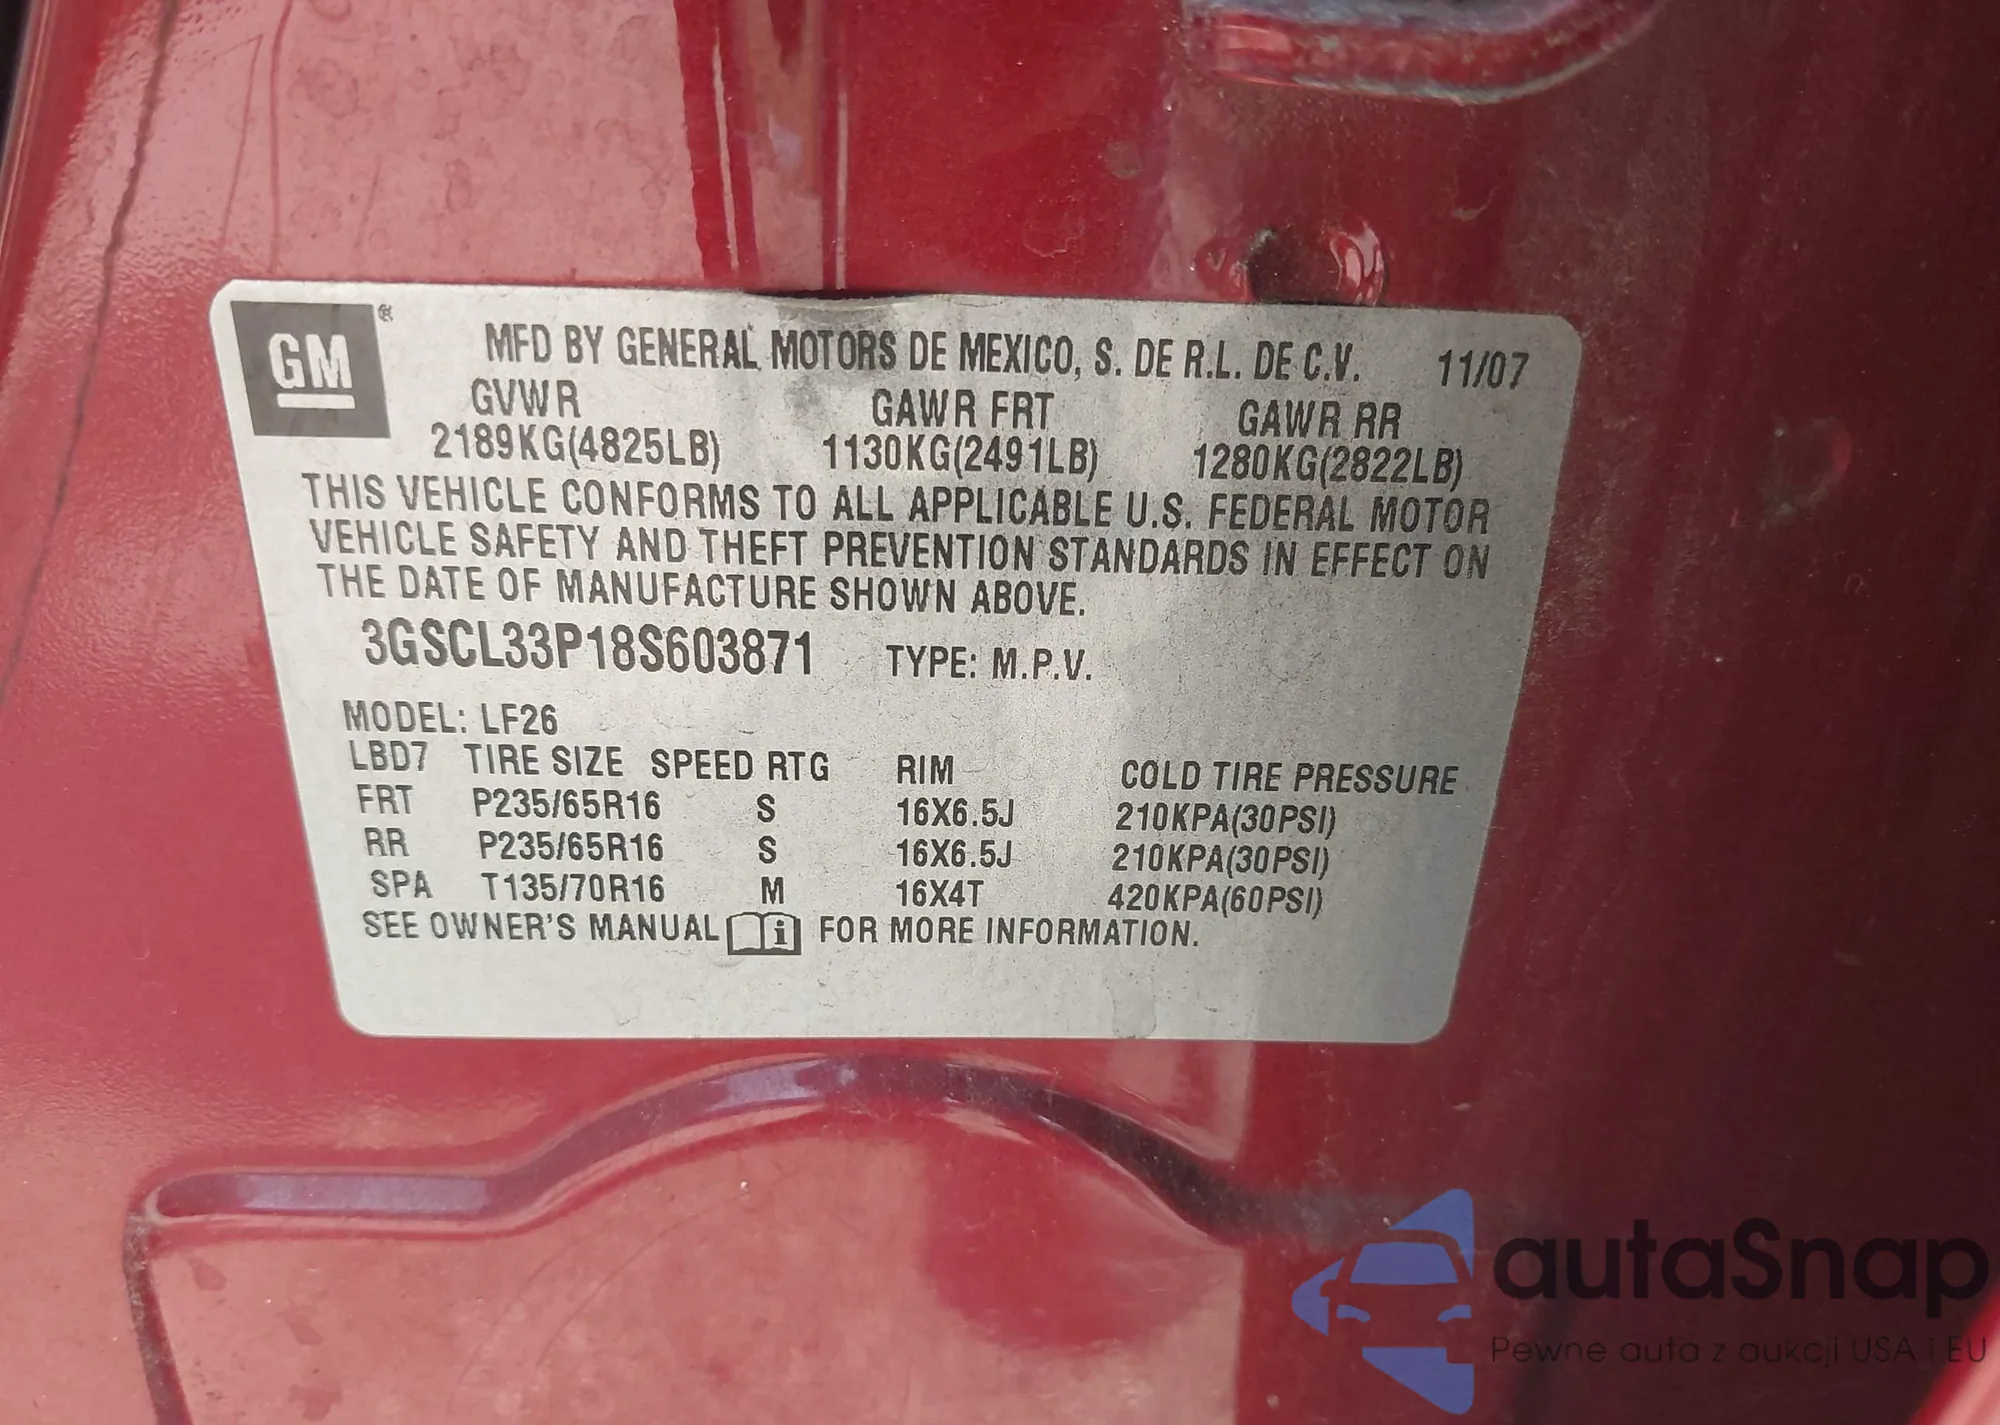 GM ®
MFD BY GENERAL MOTORS DE MEXICO, S. DE R.L. DE C.V. 11/07
GVWR GAWR FRT GAWR RR
2189KG(4825LB) 1130KG(2491LB) 1280KG(2822LB)
THIS VEHICLE CONFORMS TO ALL APPLICABLE U.S. FEDERAL MOTOR
VEHICLE SAFETY AND THEFT PREVENTION STANDARDS IN EFFECT ON
THE DATE OF MANUFACTURE SHOWN ABOVE.
3GSCL33P18S603871 TYPE: M.P.V.
MODEL: LF26
LBD7 TIRE SIZE SPEED RTG RIM COLD TIRE PRESSURE
FRT P235/65R16 S 16X6.5J 210KPA(30PSI)
RR P235/65R16 S 16X6.5J 210KPA(30PSI)
SPA T135/70R16 M 16X4T 420KPA(60PSI)
SEE OWNER'S MANUAL i FOR MORE INFORMATION.
autaSnap
Pewne auta z aukcji USA i EU